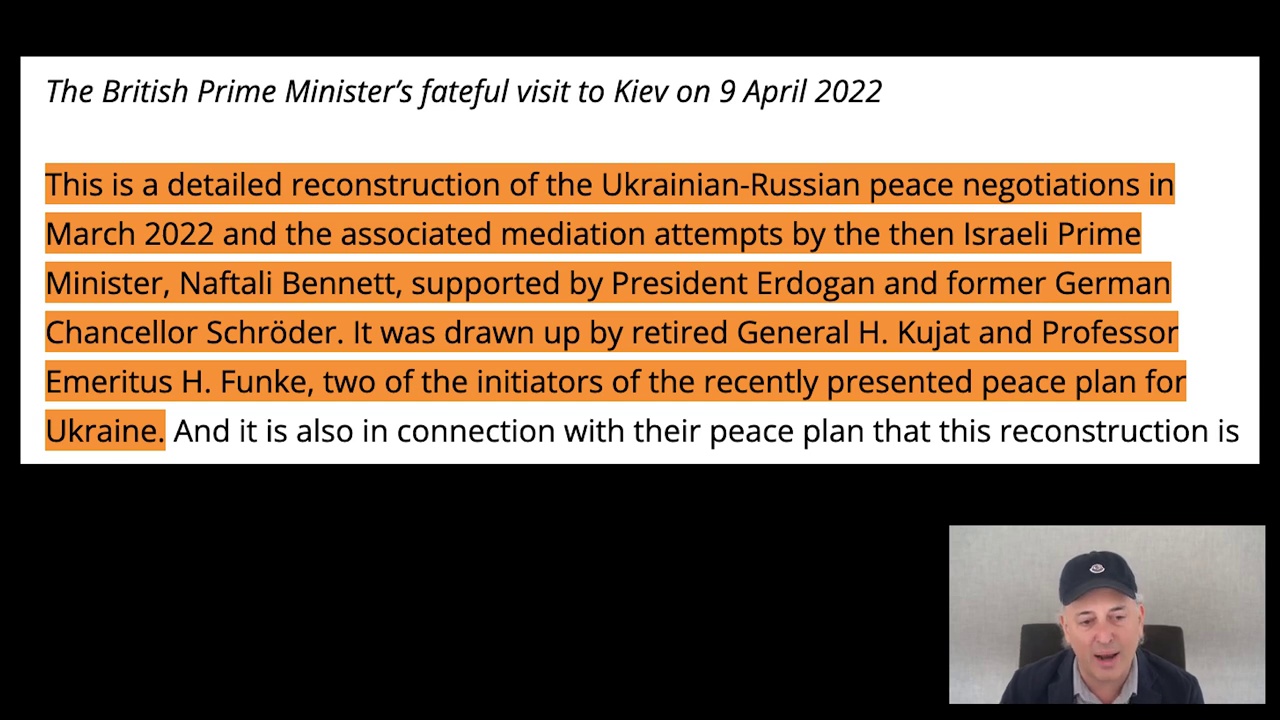 The British Prime Minister’s fateful visit to Kiev on 9 April 2022
This is a detailed reconstruction of the Ukrainian-Russian peace negotiations in
March 2022 and the associated mediation attempts by the then Israeli Prime
Minister, Naftali Bennett, supported by President Erdogan and former German
Chancellor Schröder. It was drawn up by retired General H. Kujat and Professor
Emeritus H. Funke, two of the initiators of the recently presented peace plan for
Ukraine. And it is also in connection with their peace plan that this reconstruction is